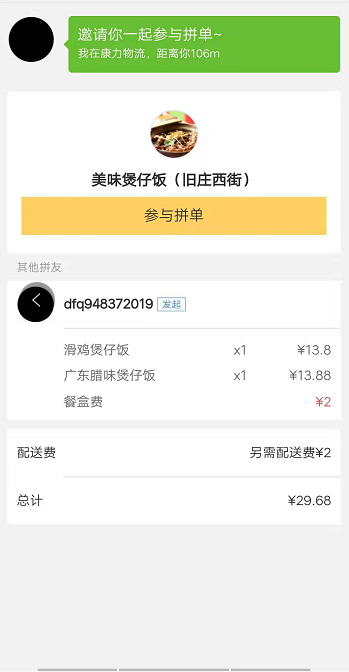 邀请你一起参与拼单~
我在康力物流，距离你106m
美味煲仔饭（旧庄西街）
参与拼单
其他拼友
dfq948372019 发起
滑鸡煲仔饭 x1 ¥13.8
广东腊味煲仔饭 x1 ¥13.88
餐盒费 ¥2
配送费 另需配送费¥2
总计 ¥29.68